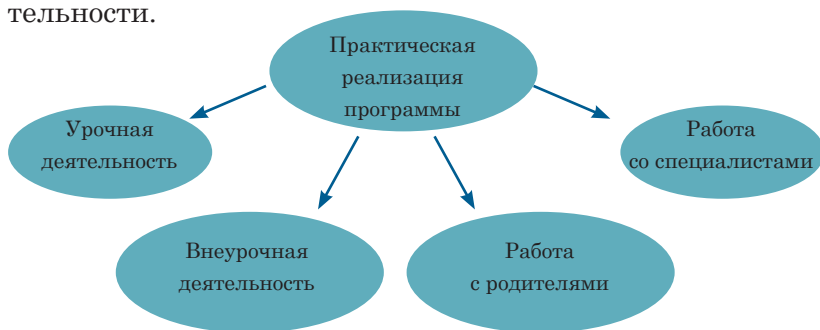 тельности.
Практическая
реализация
программы
Урочная
деятельность
Работа
со специалистами
Внеурочная
деятельность
Работа
с родителями